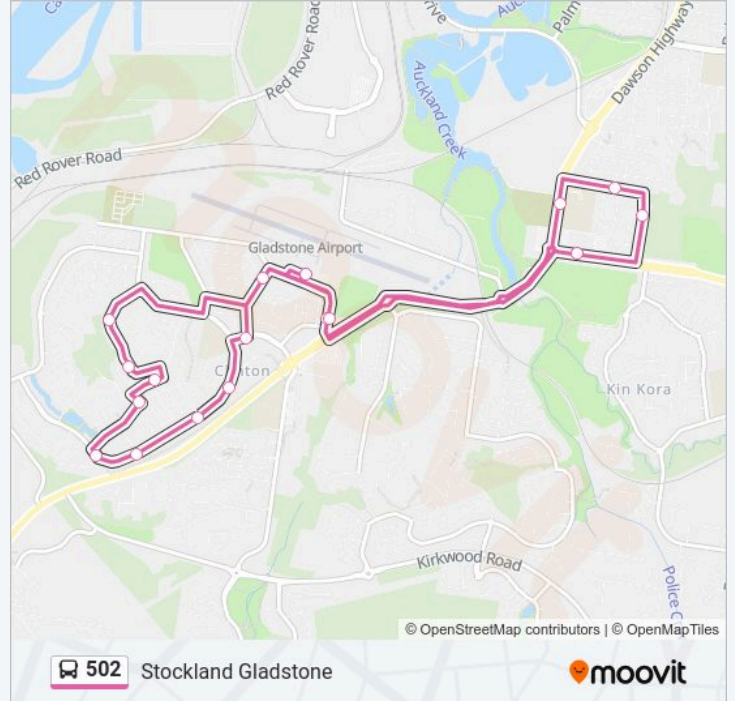 Dawson Highway
Red Rover Road
Auckland Creek
Red Rover Road
Gladstone Airport
Clinton
Kin Kora
Kirkwood Road
© OpenStreetMap contributors | © OpenMapTiles
502 Stockland Gladstone
moovit